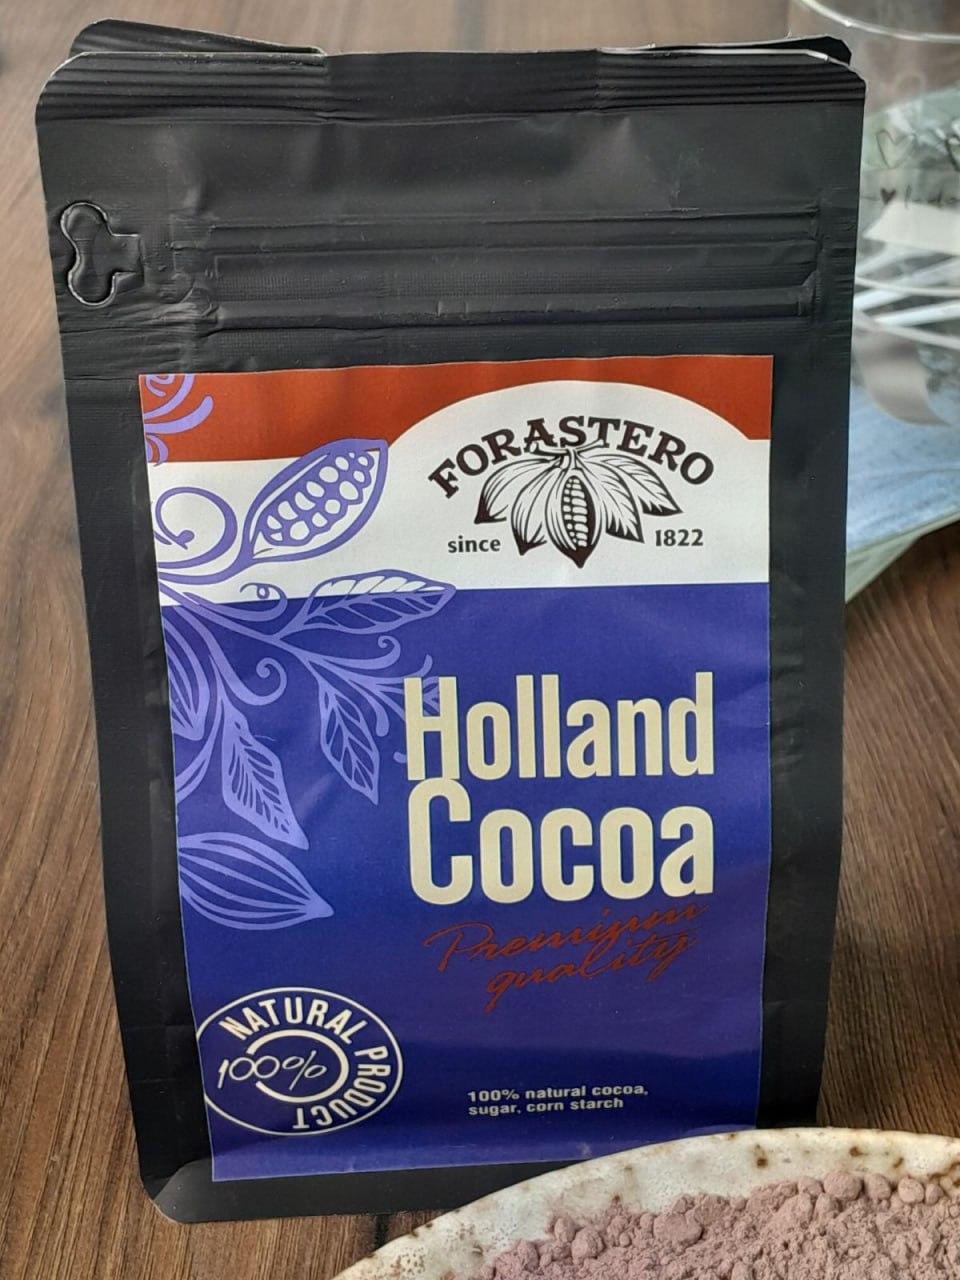 FORASTERO
since 1822
Holland
Cocoa
Premium
quality
NATURAL PRODUCT
100%
100% natural cocoa,
sugar, corn starch